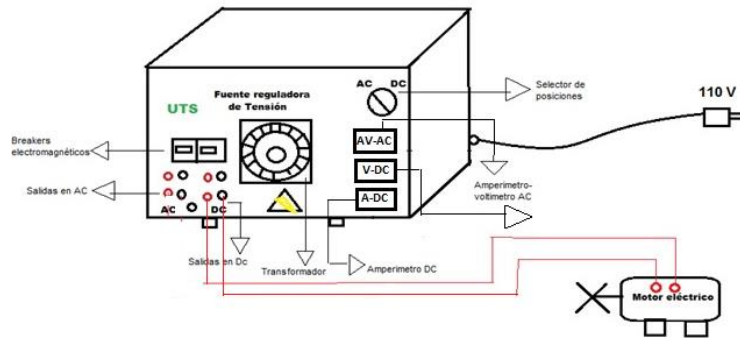 AC DC
Selector de
posiciones
110 V
Fuente reguladora
de Tensión
UTS
AV-AC
Breakers
electromagnéticos
V-DC
Amperimetro-
voltimetro AC
Salidas en AC
A-DC
AC DC
Salidas en Dc
Transformador
Amperimetro DC
Motor eléctrico